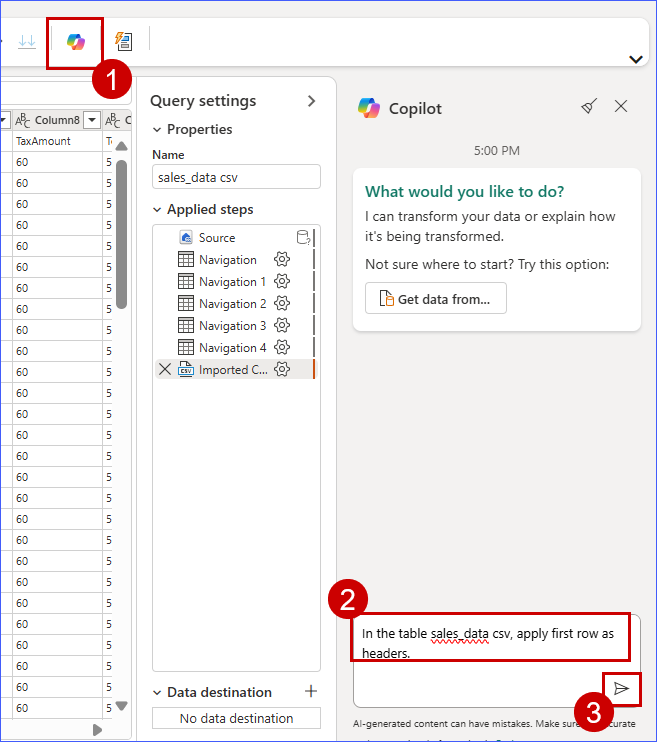 1
Column8
TaxAmount
60
5
60
5
60
5
60
5
60
5
60
5
60
5
60
5
60
5
60
5
60
5
60
5
60
5
60
5
60
5
60
5
60
5
60
5
60
5
60
5
60
5
60
5
60
5
60
5
60
5
60
5
60
5
Query settings
Properties
Name
sales_data csv
Applied steps
Source
Navigation
Navigation 1
Navigation 2
Navigation 3
Navigation 4
Imported C...
Data destination
No data destination
Copilot
5:00 PM
What would you like to do?
I can transform your data or explain how
it's being transformed.
Not sure where to start? Try this option:
Get data from...
2
In the table sales_data csv, apply first row as
headers.
3
AI-generated content can have mistakes. Make sure